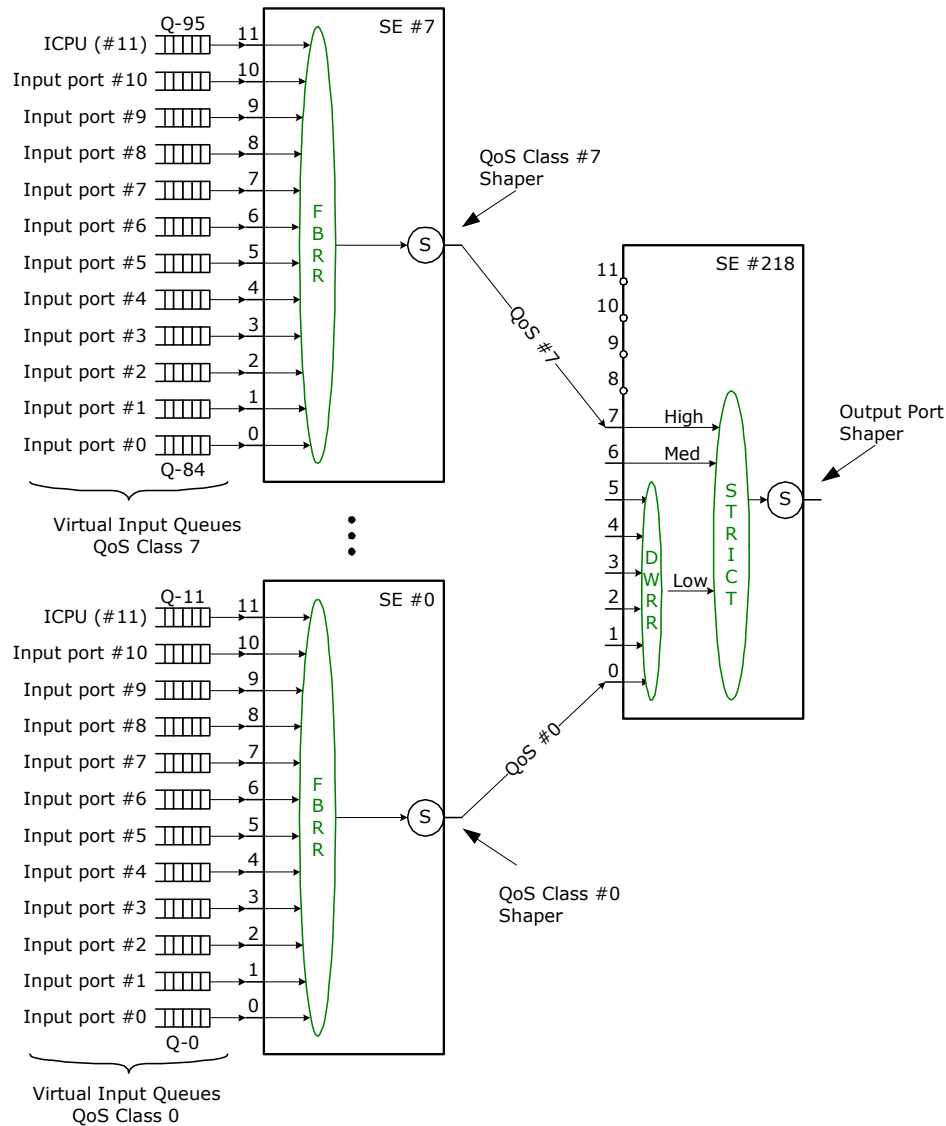 Q-95
SE #7
ICPU (#11)
11
Input port #10
10
Input port #9
9
Input port #8
8
Input port #7
7
Input port #6
6
Input port #5
5
Input port #4
4
Input port #3
3
Input port #2
2
Input port #1
1
Input port #0
0
Q-84
F
B
R
R
S
QoS Class #7
Shaper
QoS #7
Virtual Input Queues
QoS Class 7
SE #218
11
10
9
8
7
High
6
Med
5
4
3
2
1
0
D
W
R
R
Low
S
T
R
I
C
T
S
Output Port
Shaper
Q-11
SE #0
ICPU (#11)
11
Input port #10
10
Input port #9
9
Input port #8
8
Input port #7
7
Input port #6
6
Input port #5
5
Input port #4
4
Input port #3
3
Input port #2
2
Input port #1
1
Input port #0
0
Q-0
F
B
R
R
S
QoS #0
QoS Class #0
Shaper
Virtual Input Queues
QoS Class 0